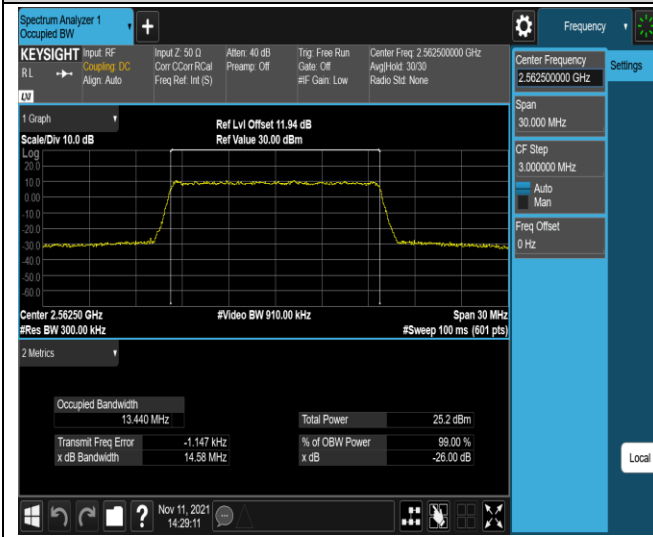 Spectrum Analyzer 1
Occupied BW
Frequency
KEYSIGHT
R L
LXI
Input: RF
Coupling: DC
Align: Auto
Input Z: 50 Ω
Corr CCorr RCal
Freq Ref: Int (S)
Atten: 40 dB
Preamp: Off
Trig: Free Run
Gate: Off
#IF Gain: Low
Center Freq: 2.562500000 GHz
Avg|Hold: 30/30
Radio Std: None
Center Frequency
2.562500000 GHz
Settings
Span
30.000 MHz
CF Step
3.000000 MHz
Auto
Man
Freq Offset
0 Hz
1 Graph
Scale/Div 10.0 dB
Ref Lvl Offset 11.94 dB
Ref Value 30.00 dBm
Log
20.0
10.0
0.00
-10.0
-20.0
-30.0
-40.0
-50.0
-60.0
Center 2.56250 GHz
#Video BW 910.00 kHz
Span 30 MHz
#Res BW 300.00 kHz
#Sweep 100 ms (601 pts)
2 Metrics
Occupied Bandwidth
13.440 MHz
Total Power 25.2 dBm
Transmit Freq Error -1.147 kHz
% of OBW Power 99.00 %
x dB Bandwidth 14.58 MHz
x dB -26.00 dB
Local
?
Nov 11, 2021
14:29:11